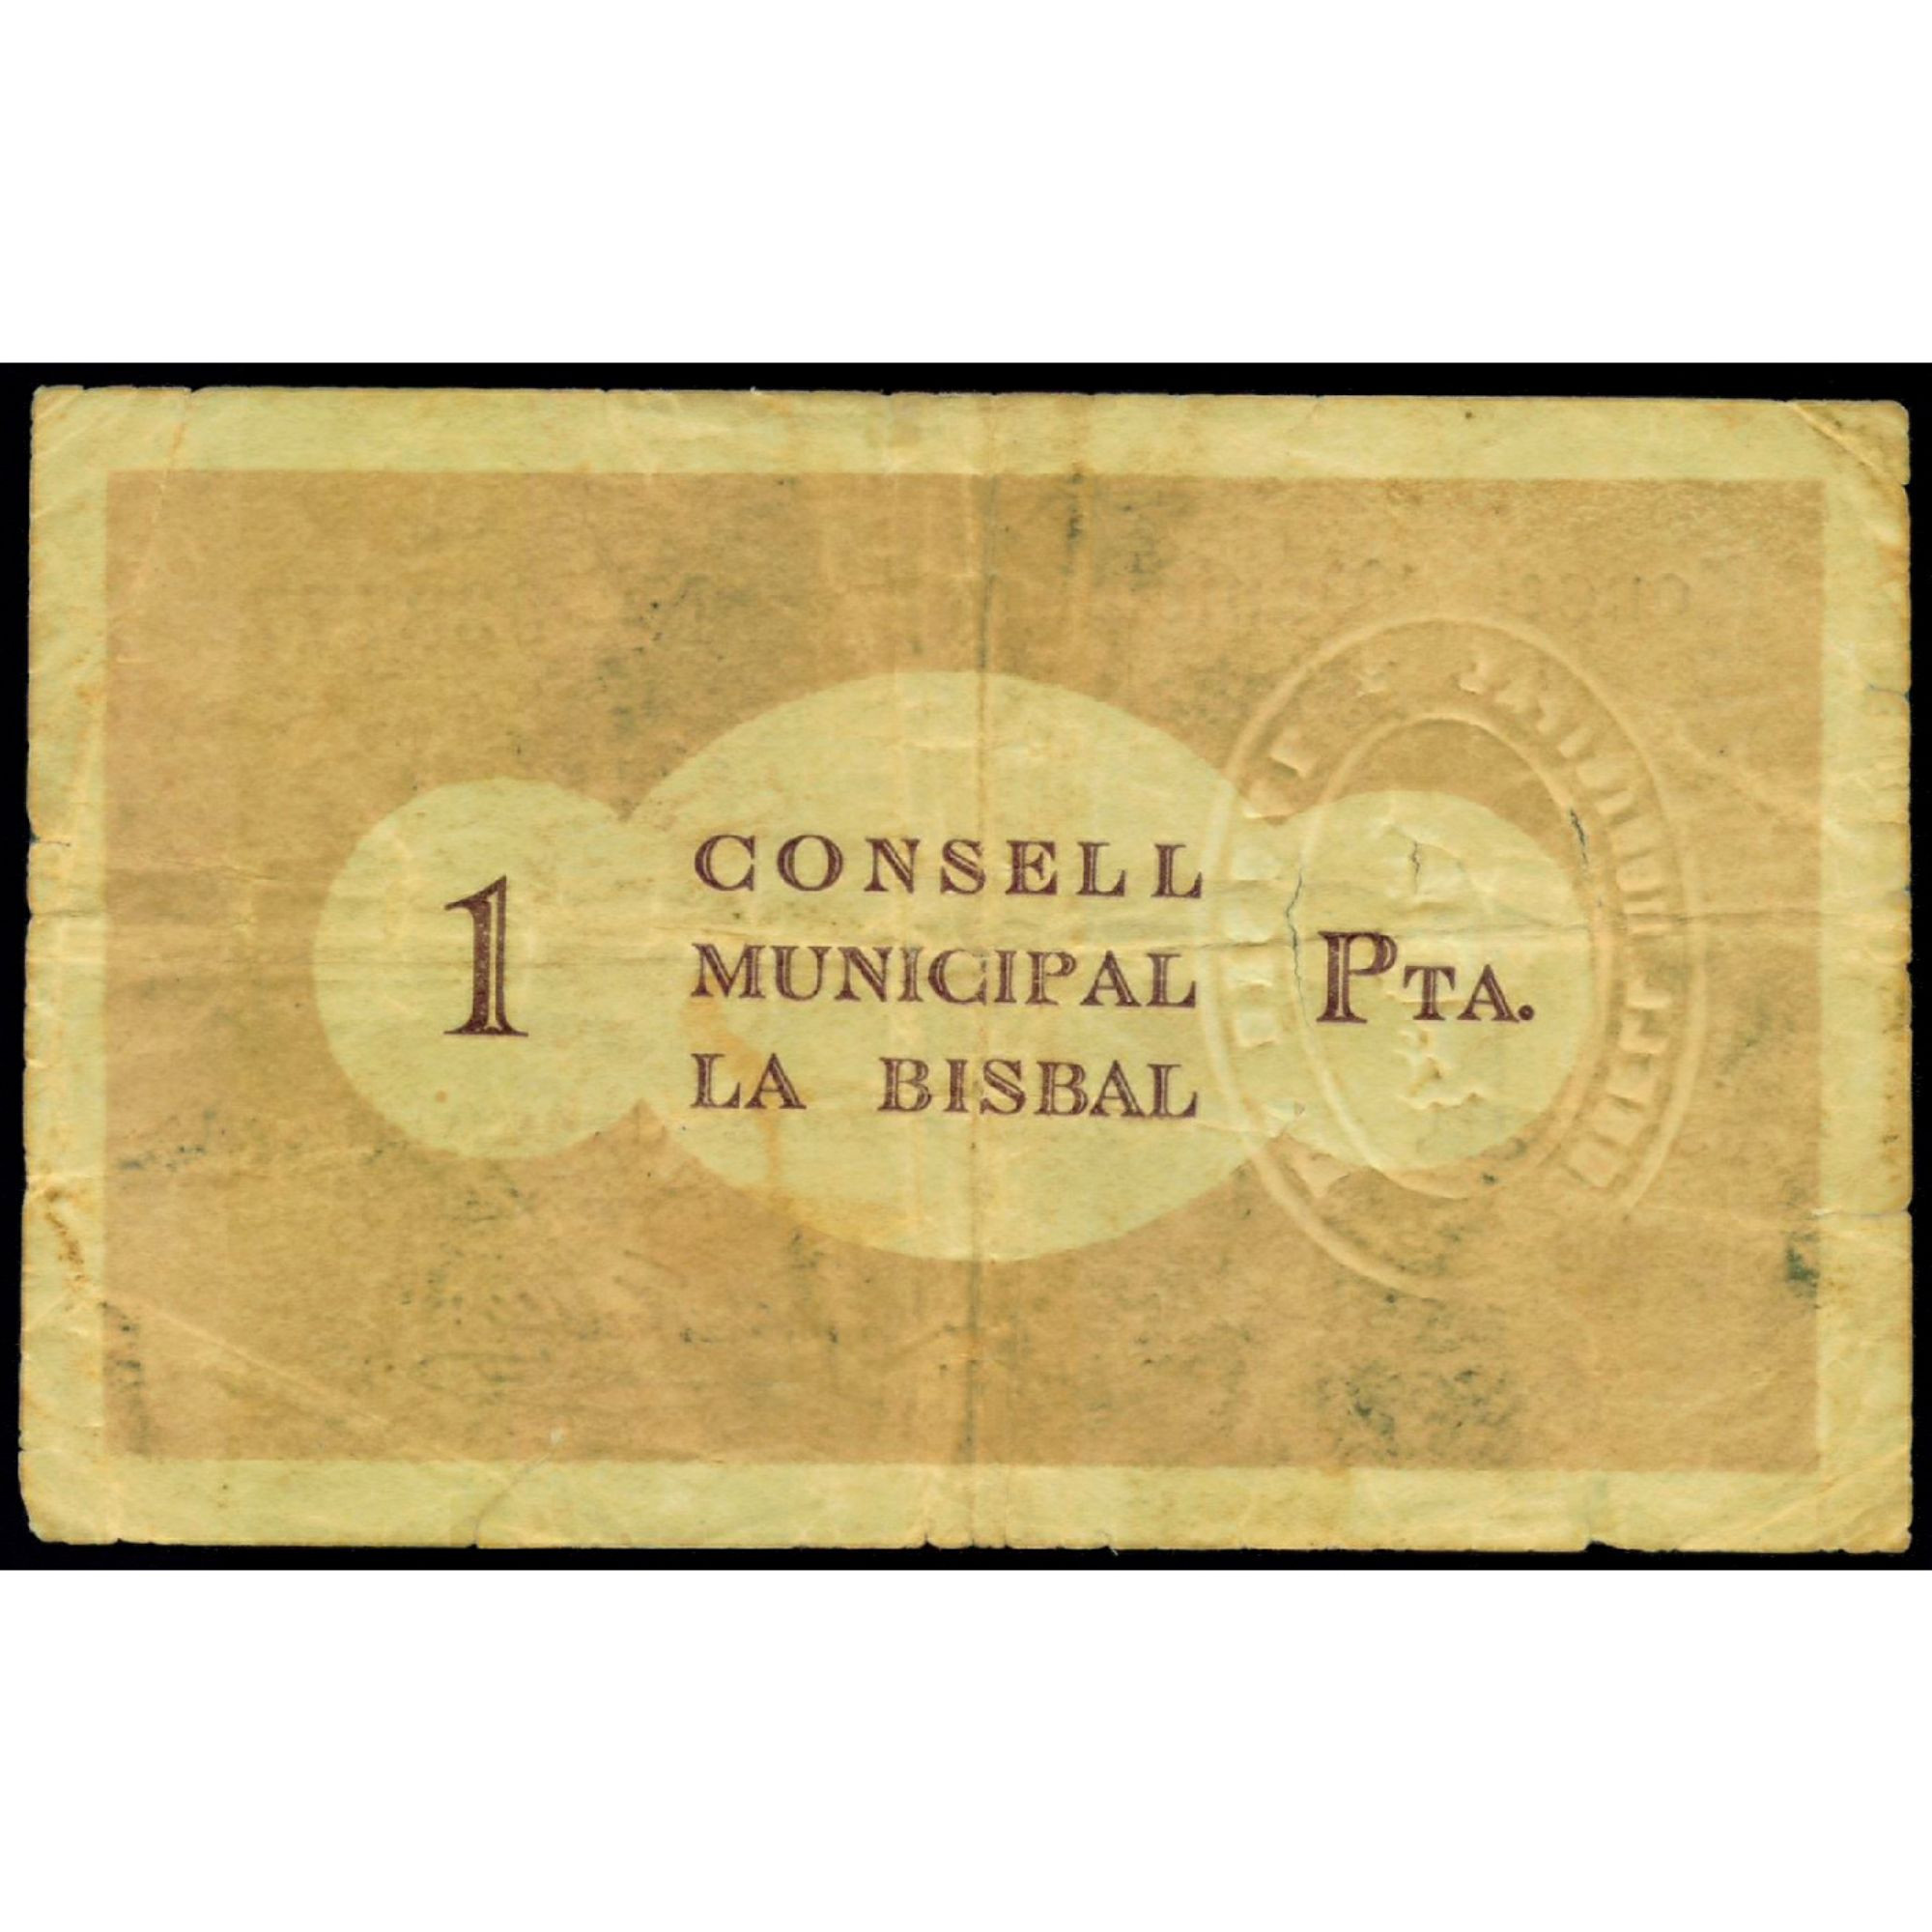 CONSELL
1 MUNICIPAL PTA.
LA BISBAL